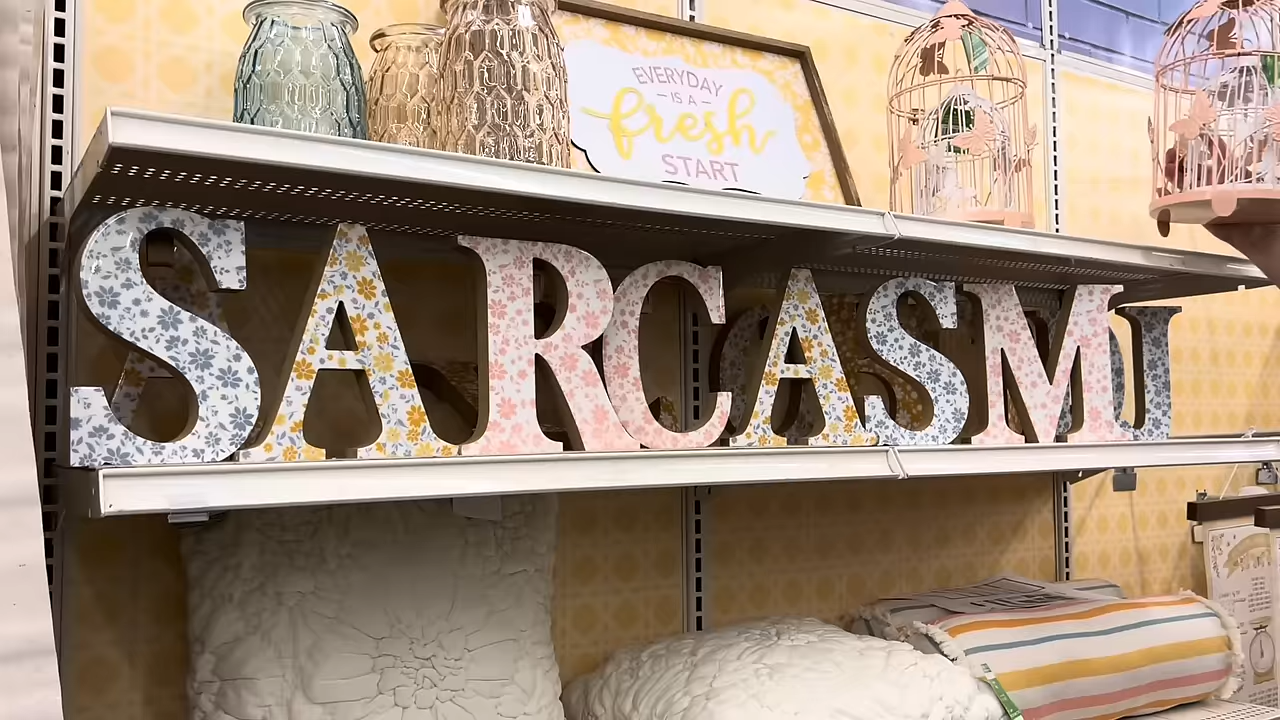 EVERYDAY
– IS A –
fresh
START
SARCASM